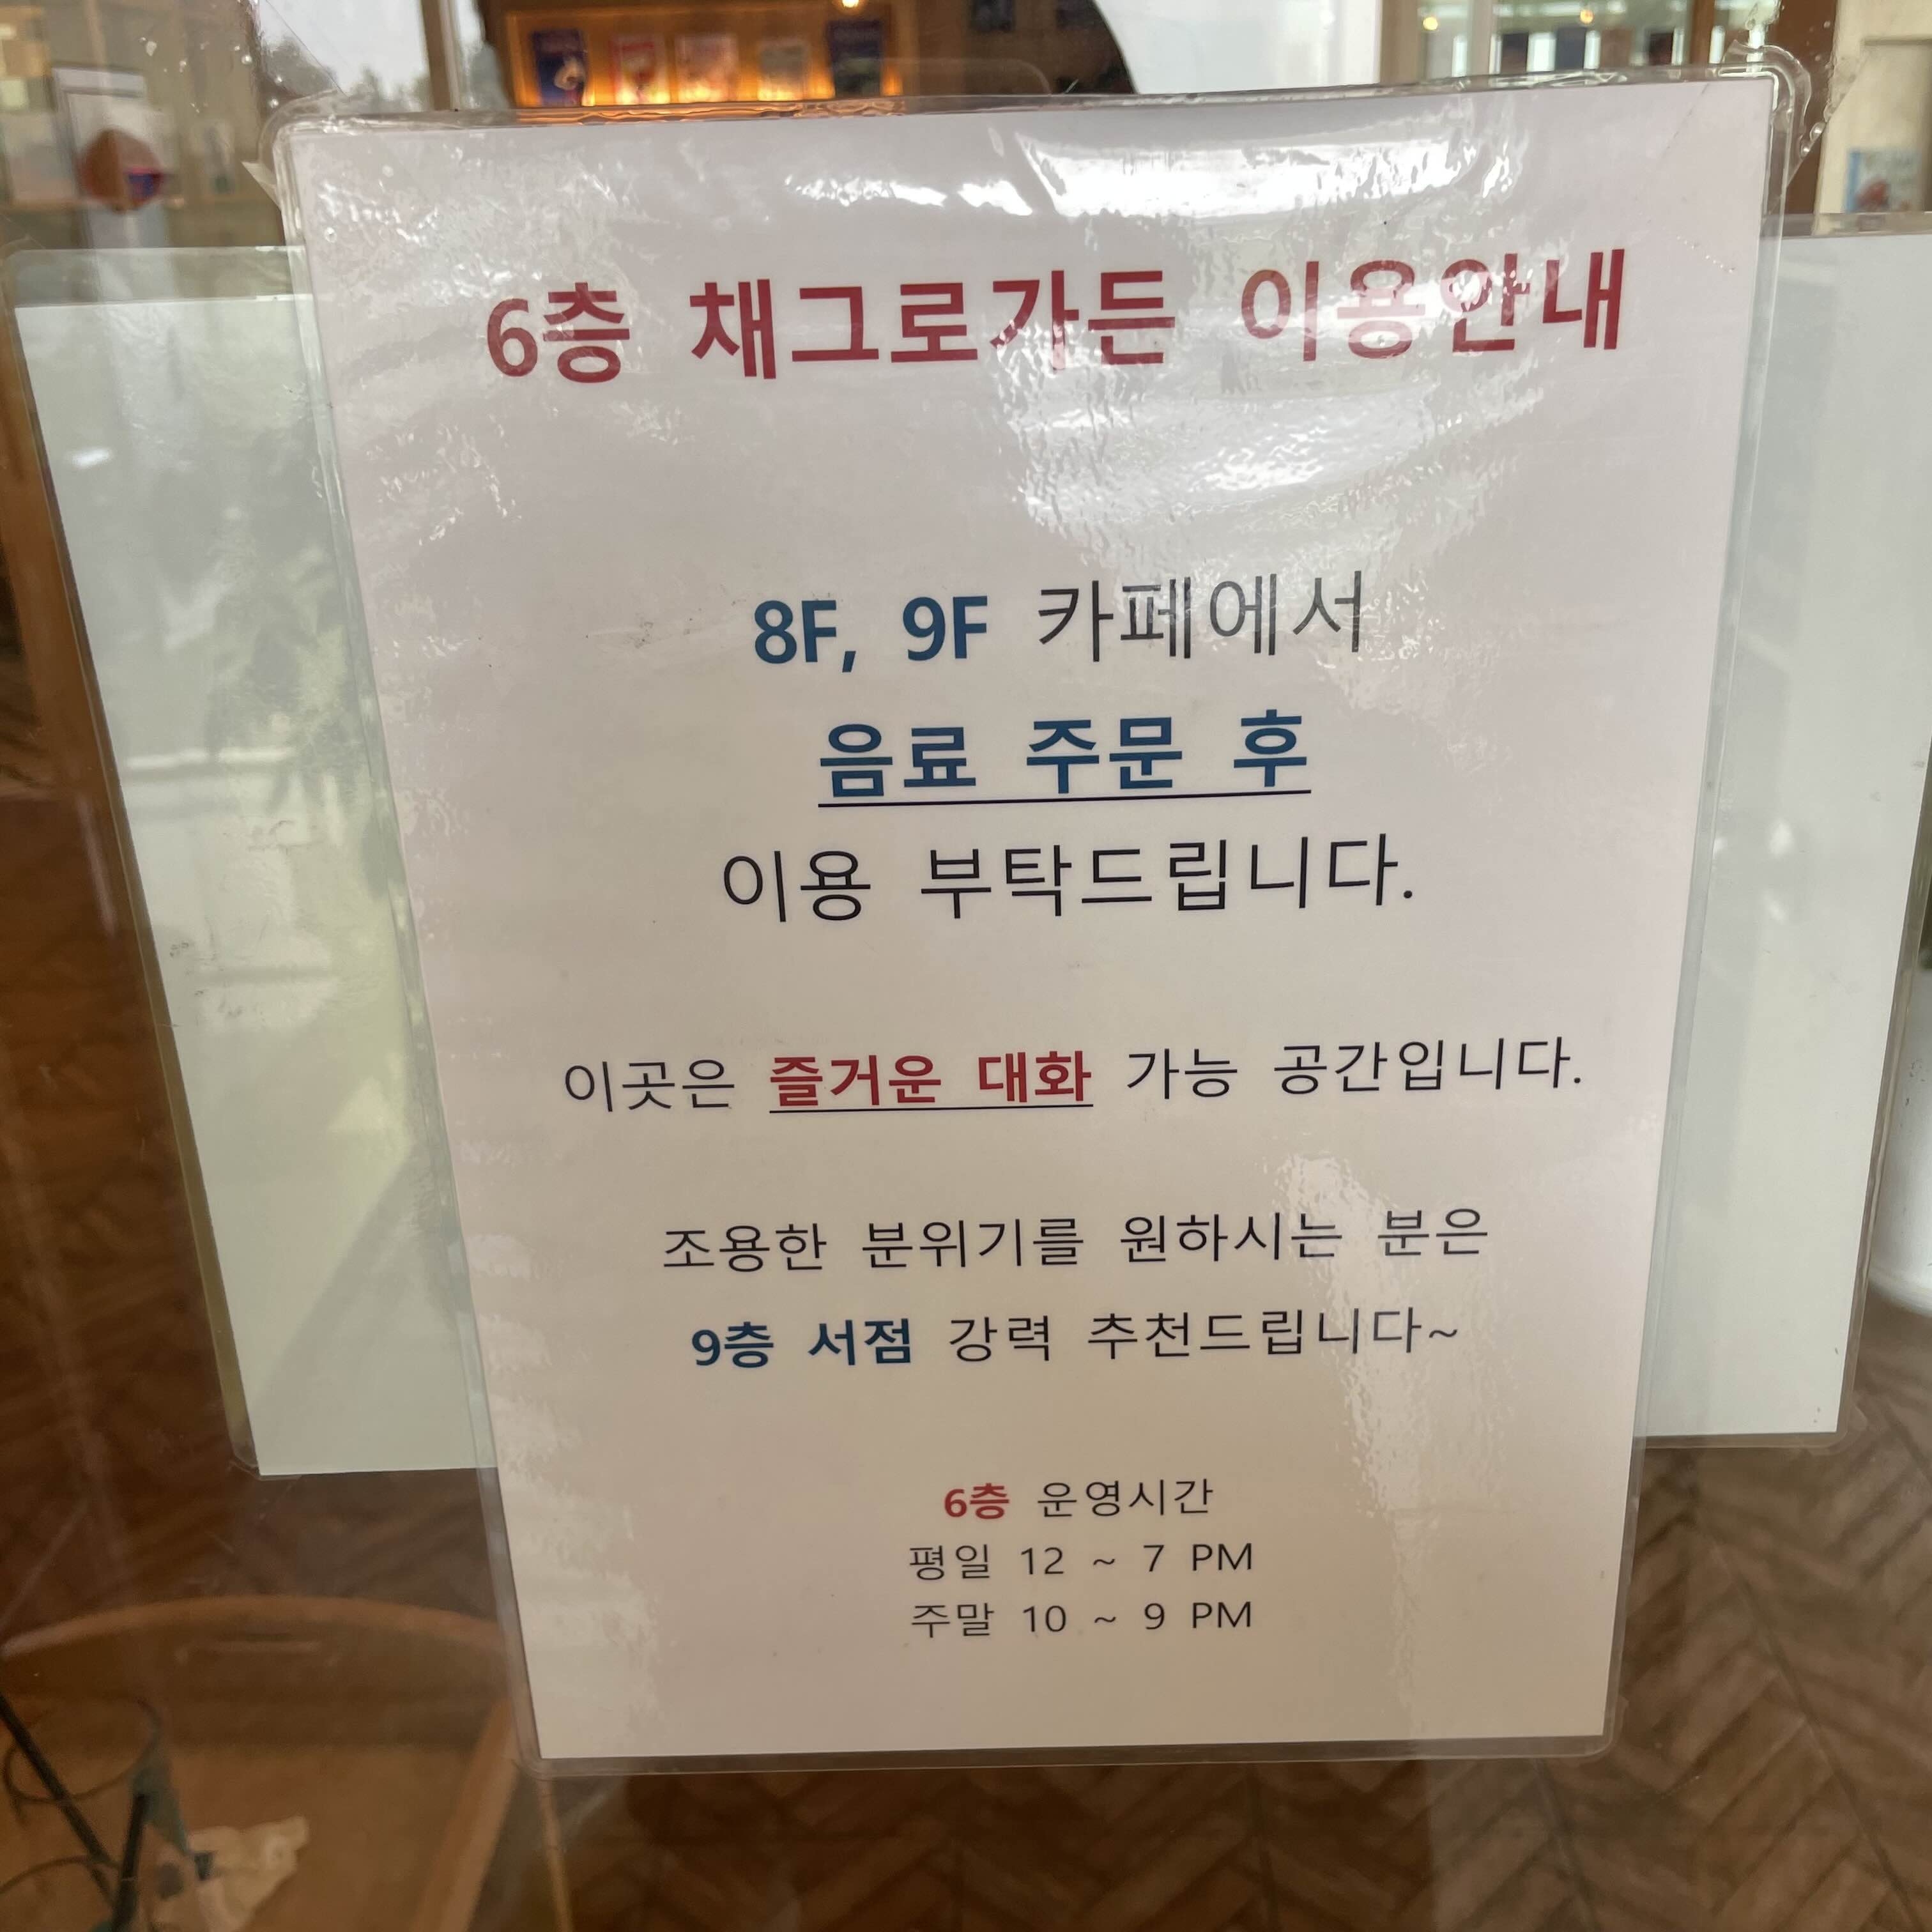 6층 채그로가든 이용안내
8F, 9F 카페에서
음료 주문 후
이용 부탁드립니다.
이곳은 즐거운 대화 가능 공간입니다.
조용한 분위기를 원하시는 분은
9층 서점 강력 추천드립니다~
6층 운영시간
평일 12 ~ 7 PM
주말 10 ~ 9 PM